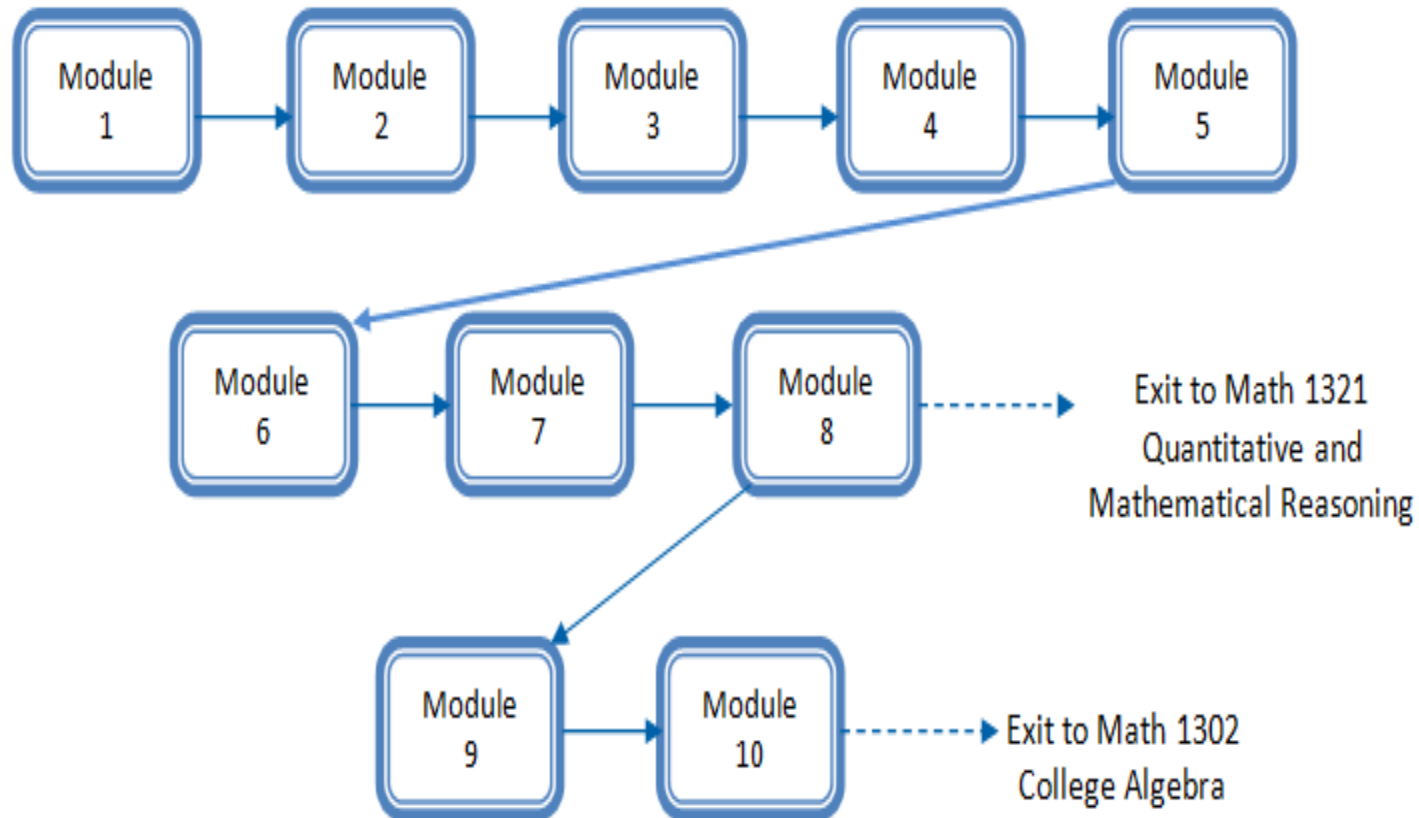 Module
1
Module
2
Module
3
Module
4
Module
5
Module
6
Module
7
Module
8
Exit to Math 1321
Quantitative and
Mathematical Reasoning
Module
9
Module
10
Exit to Math 1302
College Algebra